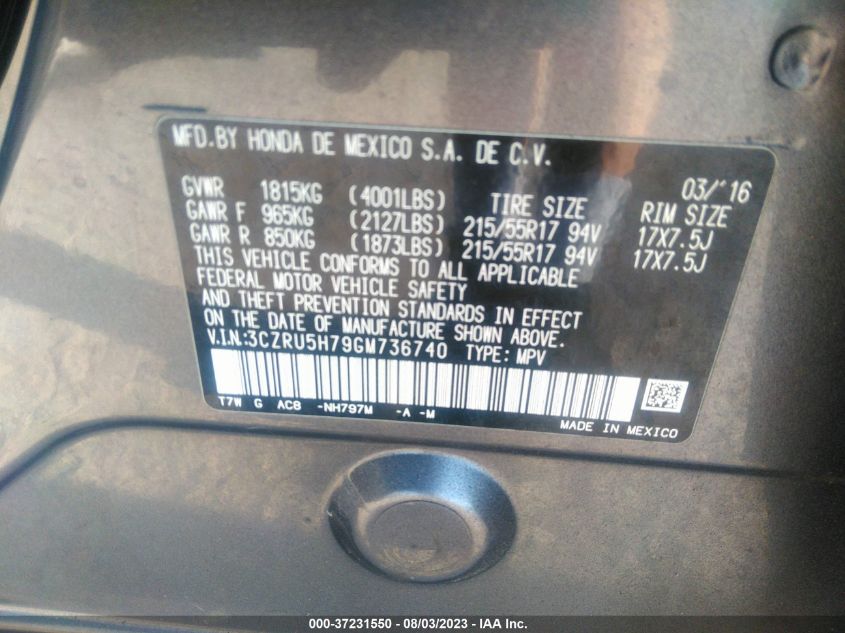 MFD.BY HONDA DE MEXICO S.A. DE C.V.
03/'16
GVWR 1815KG (4001LBS) TIRE SIZE RIM SIZE
GAWR F 965KG (2127LBS) 215/55R17 94V 17X7.5J
GAWR R 850KG (1873LBS) 215/55R17 94V 17X7.5J
THIS VEHICLE CONFORMS TO ALL APPLICABLE
FEDERAL MOTOR VEHICLE SAFETY
AND THEFT PREVENTION STANDARDS IN EFFECT
ON THE DATE OF MANUFACTURE SHOWN ABOVE.
V.I.N:3CZRU5H79GM736740 TYPE: MPV
T7W G AC8 -NH797M -A -M
MADE IN MEXICO
000-37231550 - 08/03/2023 - IAA Inc.